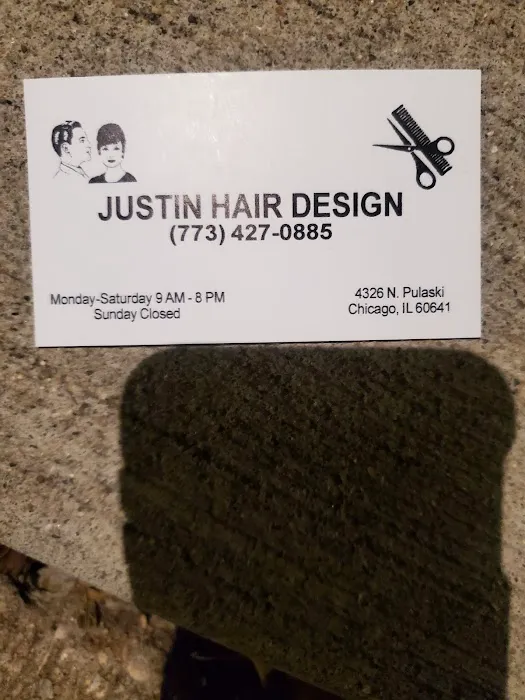 JUSTIN HAIR DESIGN
(773) 427-0885
Monday-Saturday 9 AM - 8 PM
Sunday Closed
4326 N. Pulaski
Chicago, IL 60641